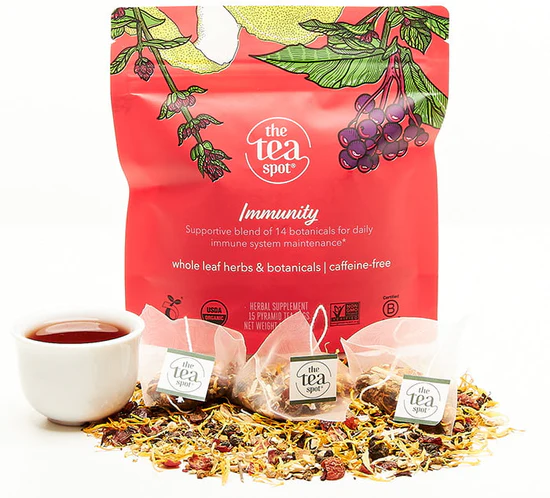 the
tea
spot®
Immunity
Supportive blend of 14 botanicals for daily
immune system maintenance*
whole leaf herbs & botanicals | caffeine-free
USDA
ORGANIC
HERBAL SUPPLEMENT
15 PYRAMID TEA
NET WEIGHT
NON
GMO
Certified
B
the
tea
spot
the
tea
spot
the
tea
spot